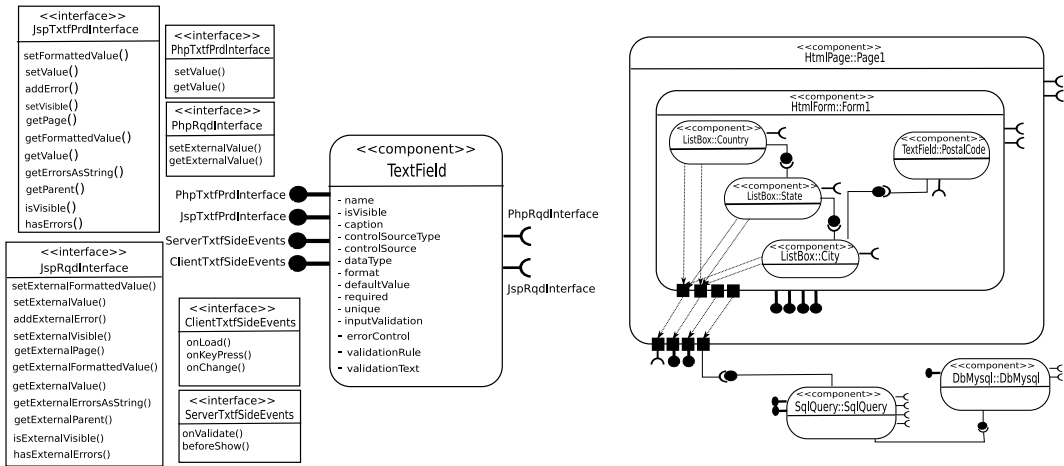 <<interface>>
JspTxtfPrdInterface
setFormattedValue()
setValue()
addError()
setVisible()
getPage()
getFormattedValue()
getValue()
getErrorsAsString()
getParent()
isVisible()
hasErrors()
<<interface>>
PhpTxtfPrdInterface
setValue()
getValue()
<<interface>>
PhpRqdInterface
setExternalValue()
getExternalValue()
<<interface>>
JspRqdInterface
setExternalFormattedValue()
setExternalValue()
addExternalError()
setExternalVisible()
getExternalPage()
getExternalFormattedValue()
getExternalValue()
getExternalErrorsAsString()
getExternalParent()
isExternalVisible()
hasExternalErrors()
<<interface>>
ClientTxtfSideEvents
onLoad()
onKeyPress()
onChange()
<<interface>>
ServerTxtfSideEvents
onValidate()
beforeShow()
PhpTxtfPrdInterface
JspTxtfPrdInterface
ServerTxtfSideEvents
ClientTxtfSideEvents
<<component>>
TextField
- name
- isVisible
- caption
- controlSourceType
- controlSource
- dataType
- format
- defaultValue
- required
- unique
- inputValidation
- errorControl
- validationRule
- validationText
PhpRqdInterface
JspRqdInterface
<<component>>
HtmlPage::Page1
<<component>>
HtmlForm::Form1
<<component>>
ListBox::Country
<<component>>
TextField::PostalCode
<<component>>
ListBox::State
<<component>>
ListBox::City
<<component>>
DbMysql::DbMysql
<<component>>
SqlQuery::SqlQuery